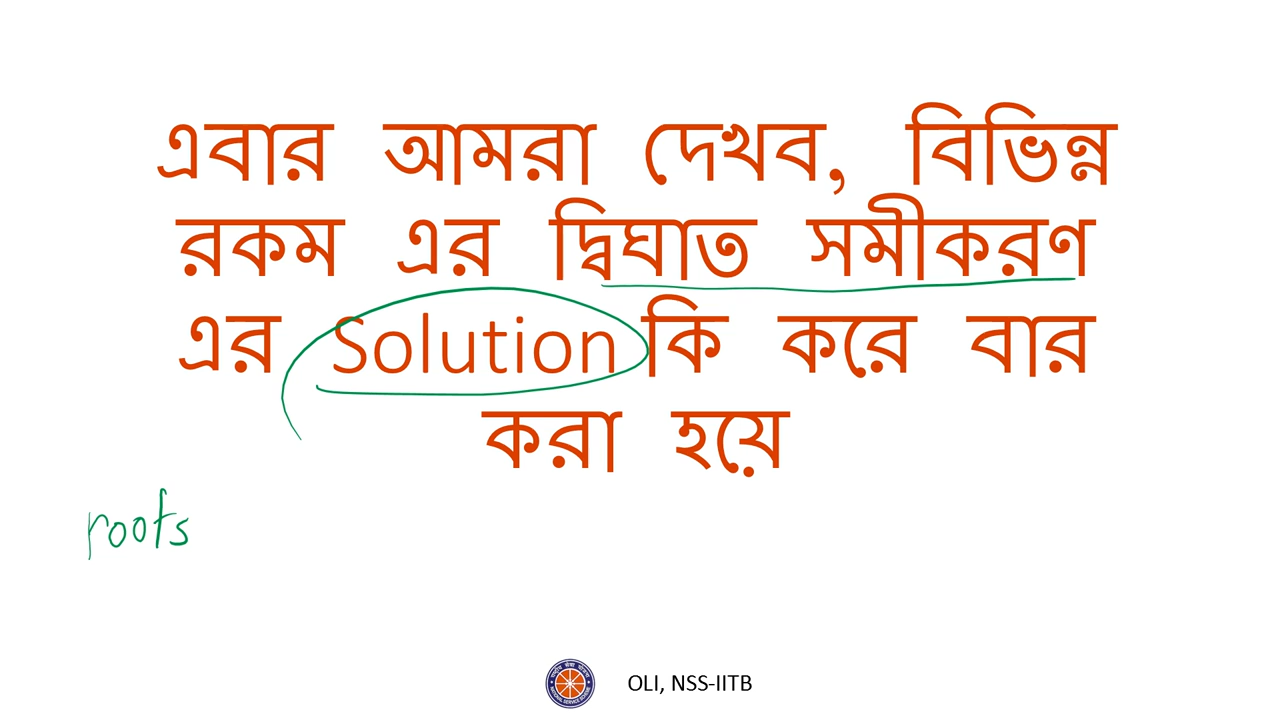 এবার আমরা দেখব, বিভিন্ন
রকম এর দ্বিঘাত সমীকরণ
এর Solution কি করে বার
করা হয়ে
roots
OLI, NSS-IITB